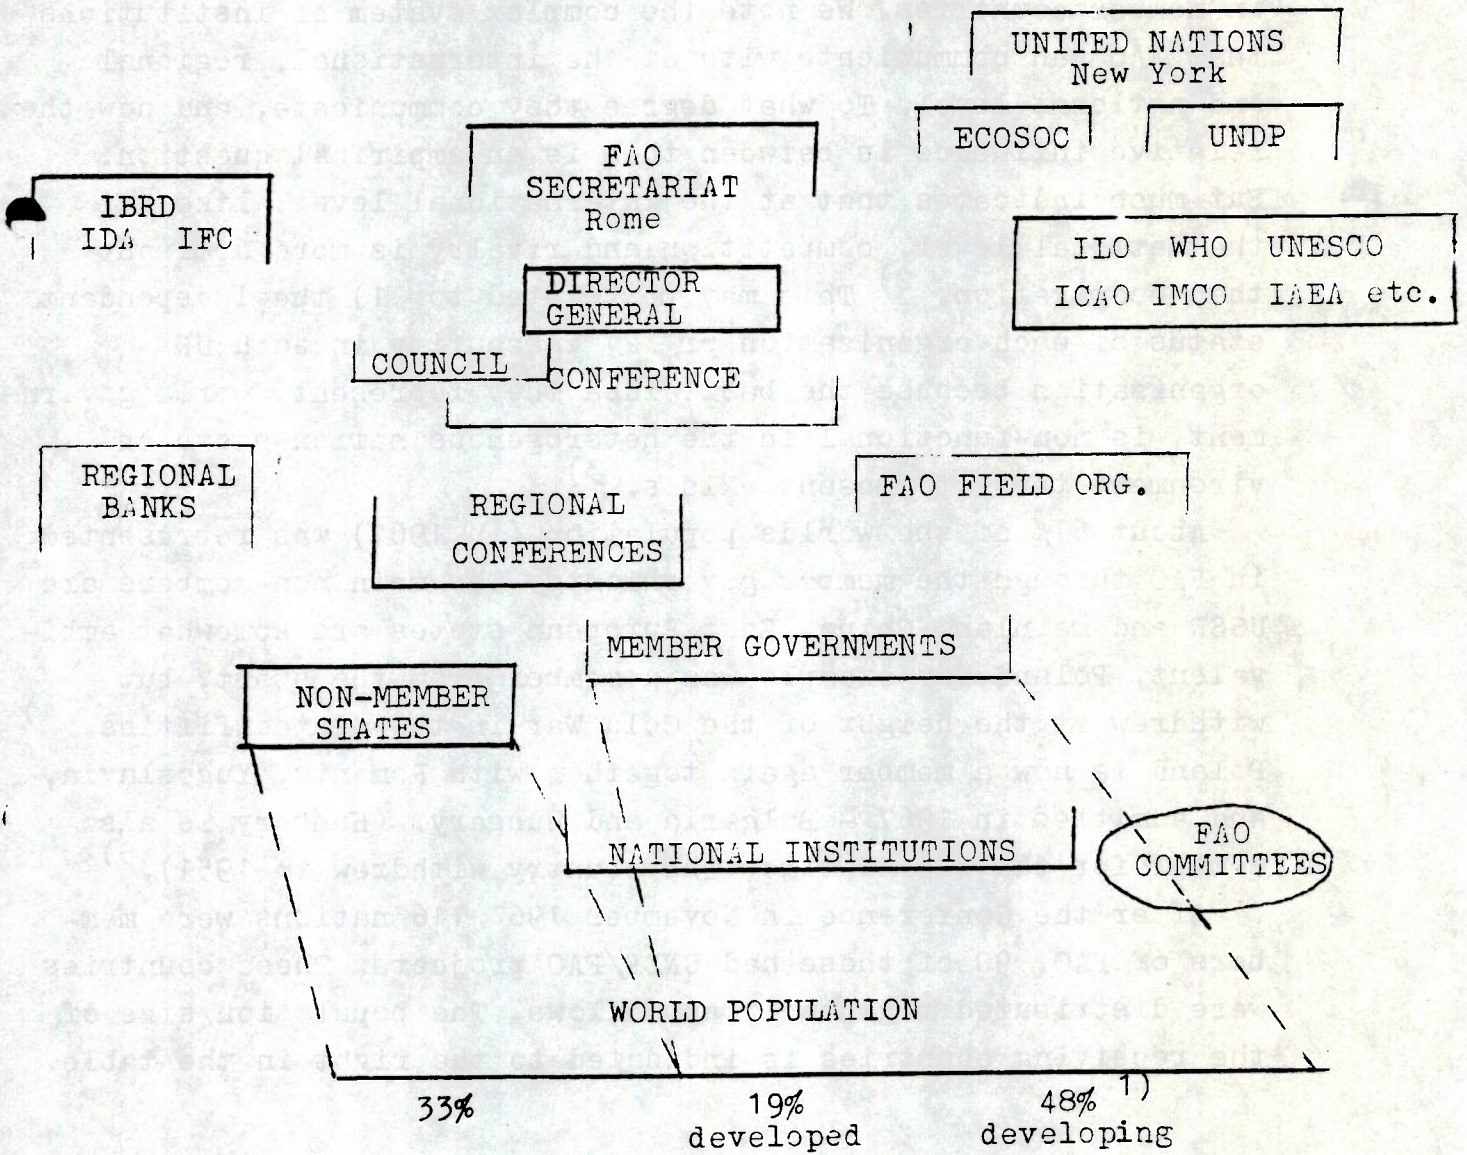 UNITED NATIONS
New York
ECOSOC
UNDP
FAO
SECRETARIAT
Rome
IBRD
IDA IFC
ILO WHO UNESCO
ICAO IMCO IAEA etc.
DIRECTOR
GENERAL
COUNCIL
CONFERENCE
REGIONAL
BANKS
FAO FIELD ORG.
REGIONAL
CONFERENCES
MEMBER GOVERNMENTS
NON-MEMBER
STATES
NATIONAL INSTITUTIONS
FAO
COMMITTEES
WORLD POPULATION
33%
19%
developed
48% 1)
developing